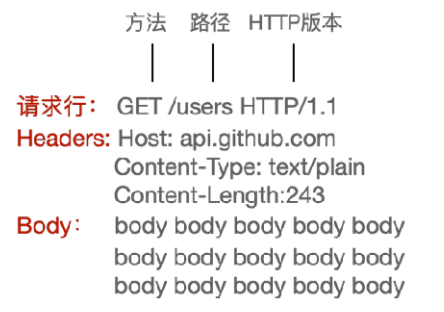 方法 路径 HTTP版本
请求行： GET /users HTTP/1.1
Headers: Host: api.github.com
Content-Type: text/plain
Content-Length:243
Body： body body body body body
body body body body body
body body body body body